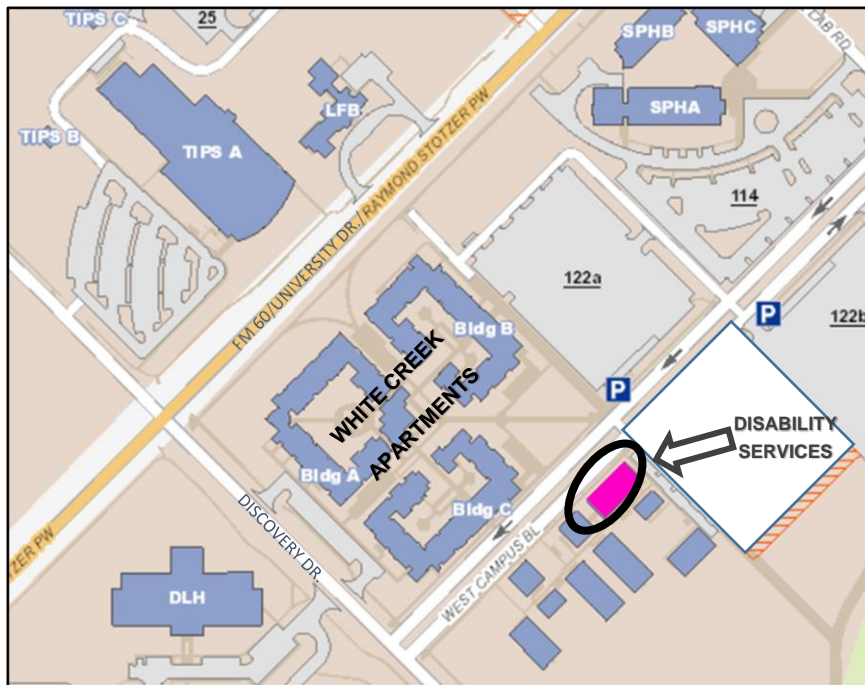 TIPS C
25
SPHB
SPHC
CAB RD
LFB
SPHA
TIPS B
TIPS A
114
FM 60/UNIVERSITY DR./RAYMOND STOTZER PW
122a
122b
P
Bldg B
WHITE CREEK
APARTMENTS
P
DISABILITY
SERVICES
Bldg A
Bldg C
DISCOVERY DR.
WEST CAMPUS BL
TZER PW
DLH